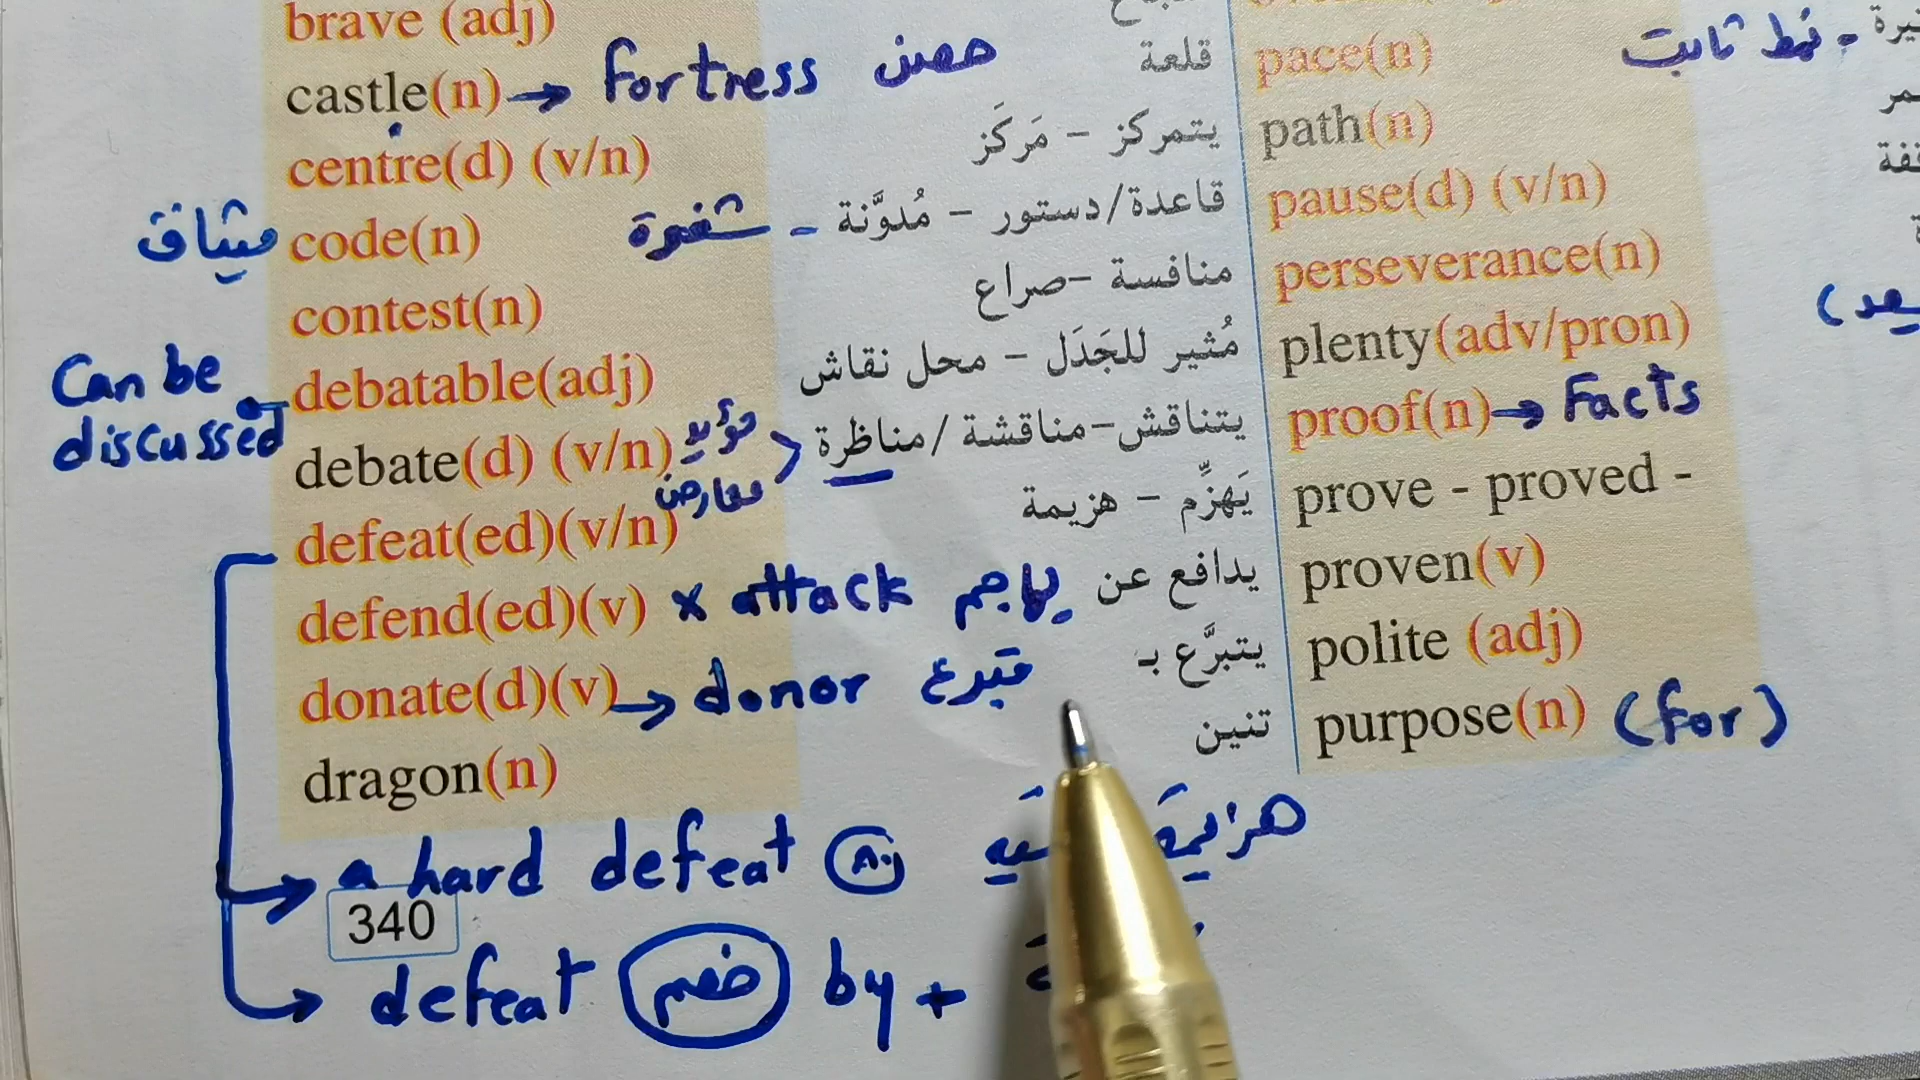 brave (adj)
castle(n) → fortress حصن قلعة
centre(d) (v/n) يتمركز - مَركَز
ميثاق code(n) قاعدة/دستور - مُدوَّنة - شفرة
contest(n) منافسة -صراع
Can be discussed debatable(adj) مُثير للجَدَل - محل نقاش
debate(d) (v/n) يتناقش-مناقشة /مناظرة مؤيد معارض
defeat(ed)(v/n) يَهزِّم - هزيمة
defend(ed)(v) x attack يهاجم يدافع عن
donate(d)(v) → donor متبرع يتبرَّع بـ
dragon(n) تنين
→ a hard defeat هزيمة
340
→ defeat خصم by +
pace(n) - نمط ثابت
path(n)
pause(d) (v/n)
perseverance(n)
plenty(adv/pron)
proof(n) → Facts
prove - proved -
proven(v)
polite (adj)
purpose(n) (for)